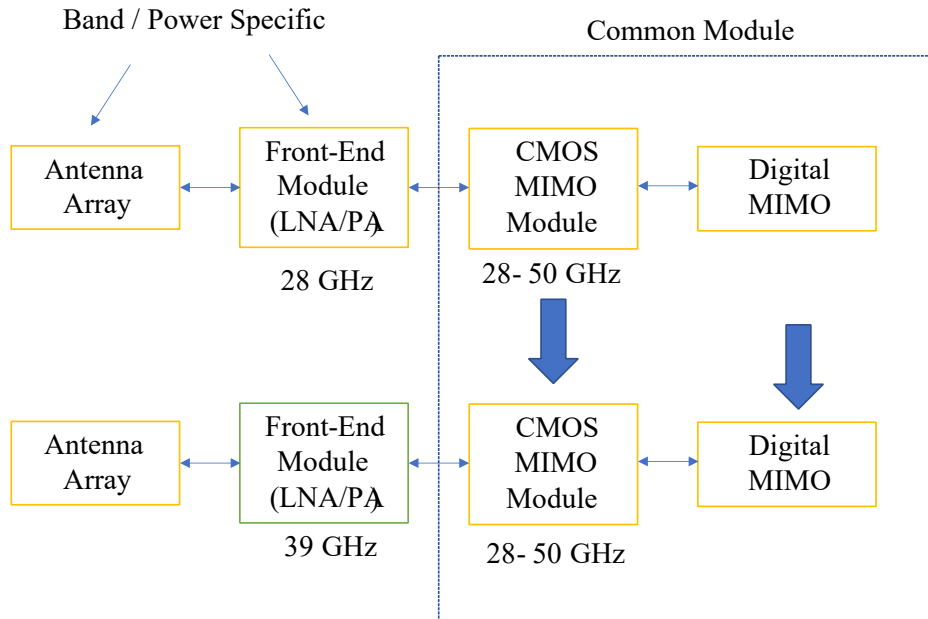 Band / Power Specific
Common Module
Antenna
Array
Front-End
Module
(LNA/PA)
28 GHz
CMOS
MIMO
Module
28- 50 GHz
Digital
MIMO
Antenna
Array
Front-End
Module
(LNA/PA)
39 GHz
CMOS
MIMO
Module
28- 50 GHz
Digital
MIMO